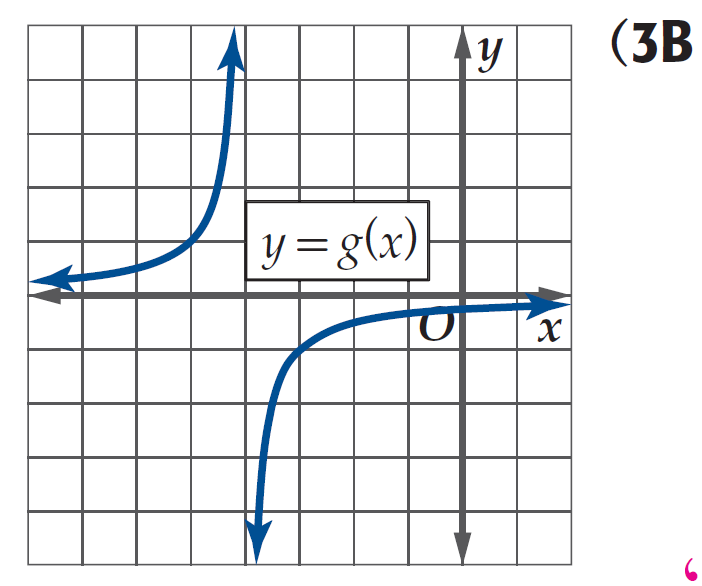 (3B
y
y = g(x)
O
x
،